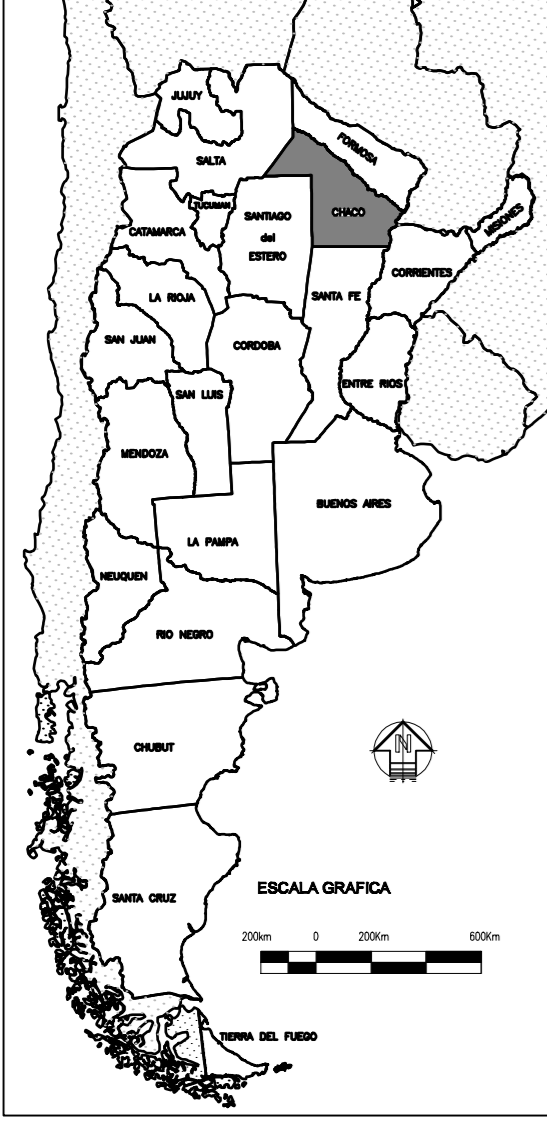 JUJUY
FORMOSA
SALTA
TUCUMAN
CHACO
SANTIAGO
del
ESTERO
MISIONES
CATAMARCA
CORRIENTES
LA RIOJA
SANTA FE
SAN JUAN
CORDOBA
ENTRE RIOS
SAN LUIS
MENDOZA
BUENOS AIRES
LA PAMPA
NEUQUEN
RIO NEGRO
N
CHUBUT
ESCALA GRAFICA
SANTA CRUZ
200Km 0 200Km 600Km
TIERRA DEL FUEGO